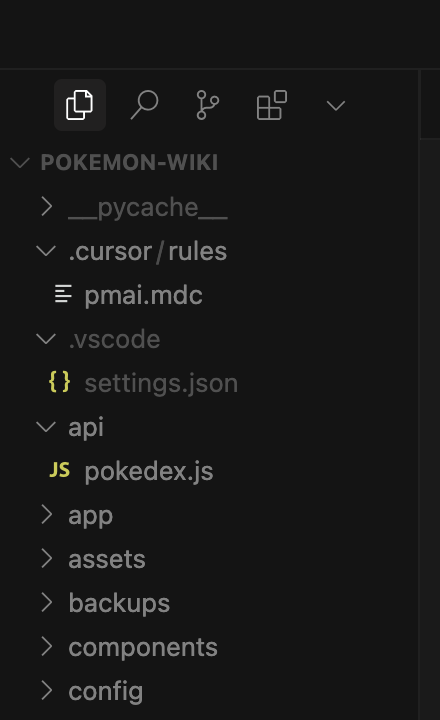 POKEMON-WIKI
__pycache__
.cursor/rules
pmai.mdc
.vscode
{} settings.json
api
JS pokedex.js
app
assets
backups
components
config